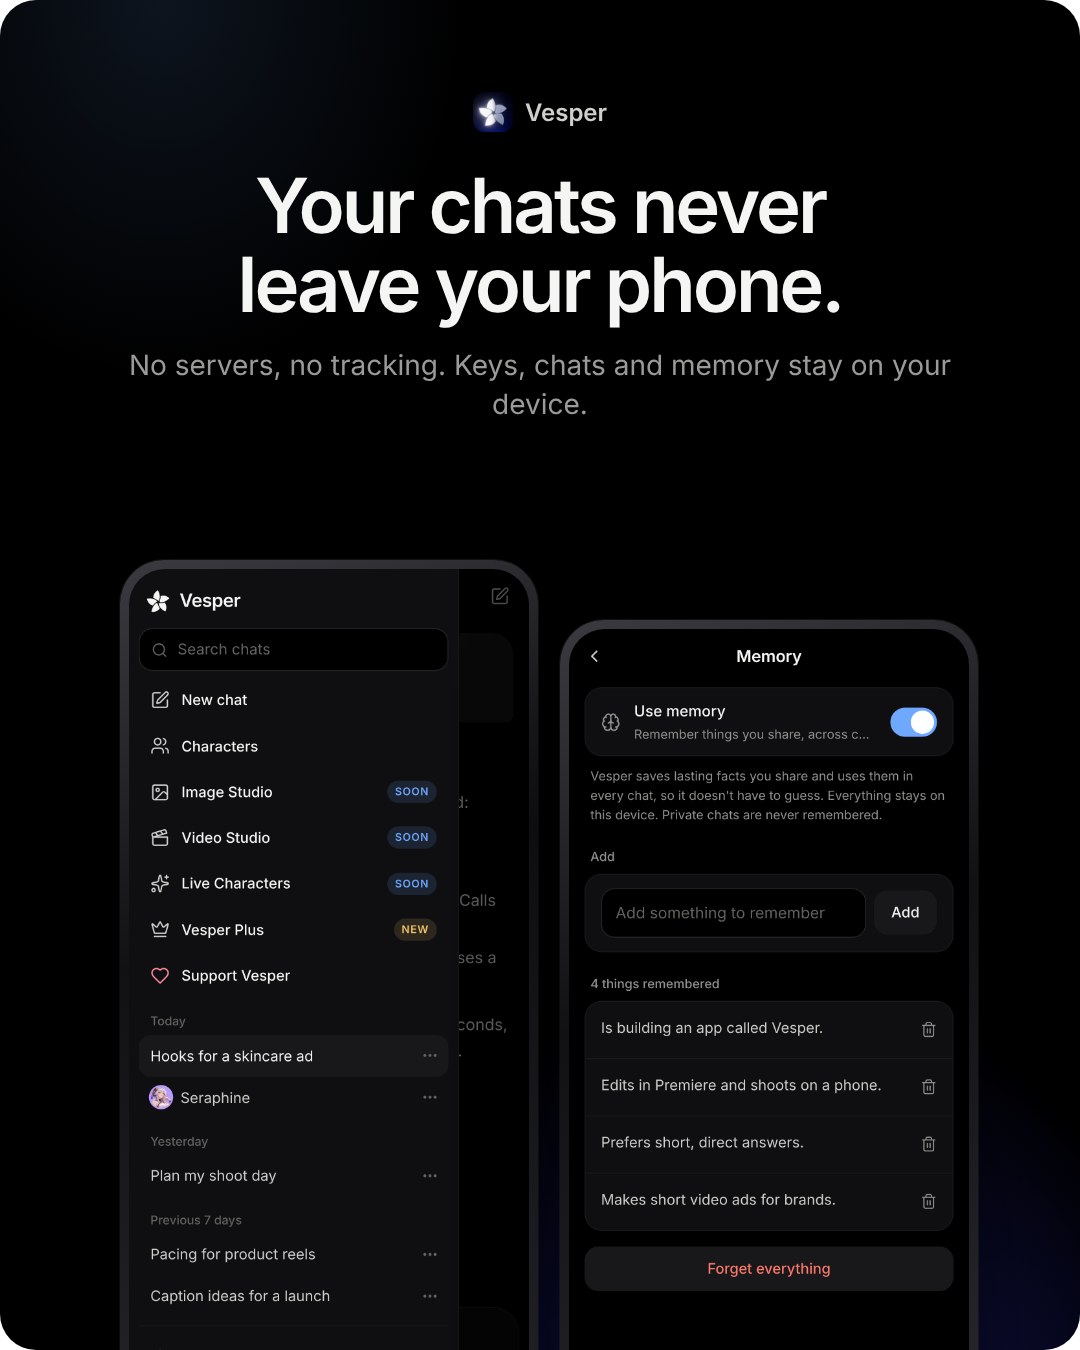 Vesper
Your chats never
leave your phone.
No servers, no tracking. Keys, chats and memory stay on your
device.
Vesper
Search chats
New chat
Characters
Image Studio SOON
Video Studio SOON
Live Characters SOON
Vesper Plus NEW
Support Vesper
Today
Hooks for a skincare ad
Seraphine
Yesterday
Plan my shoot day
Previous 7 days
Pacing for product reels
Caption ideas for a launch
d:
Calls
ses a
conds,
Memory
Use memory
Remember things you share, across c...
Vesper saves lasting facts you share and uses them in
every chat, so it doesn't have to guess. Everything stays on
this device. Private chats are never remembered.
Add
Add something to remember Add
4 things remembered
Is building an app called Vesper.
Edits in Premiere and shoots on a phone.
Prefers short, direct answers.
Makes short video ads for brands.
Forget everything